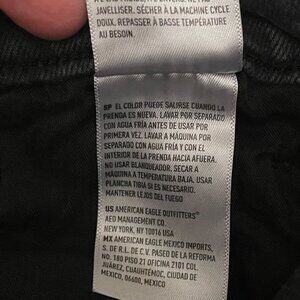 JAVELLISER. SÉCHER À LA MACHINE CYCLE
DOUX. REPASSER À BASSE TEMPÉRATURE
AU BESOIN.
SP EL COLOR PUEDE SALIRSE CUANDO LA
PRENDA ES NUEVA. LAVAR POR SEPARADO
CON AGUA FRÍA ANTES DE USAR POR
PRIMERA VEZ. LAVAR A MÁQUINA POR
SEPARADO CON AGUA FRÍA Y CON EL
INTERIOR DE LA PRENDA HACIA AFUERA.
NO USAR BLANQUEADOR. SECAR A
MÁQUINA A TEMPERATURA BAJA. USAR
PLANCHA TIBIA SI ES NECESARIO.
MANTENER LEJOS DEL FUEGO
US AMERICAN EAGLE OUTFITTERS®
AEO MANAGEMENT CO.
NEW YORK, NY 10016 USA
MX AMERICAN EAGLE MEXICO IMPORTS,
S. DE R.L. DE C.V. PASEO DE LA REFORMA
NO. 180 PISO 21 OFICINA 2101 COL.
JUÁREZ, CUAUHTÉMOC, CIUDAD DE
MÉXICO, 06600, MÉXICO